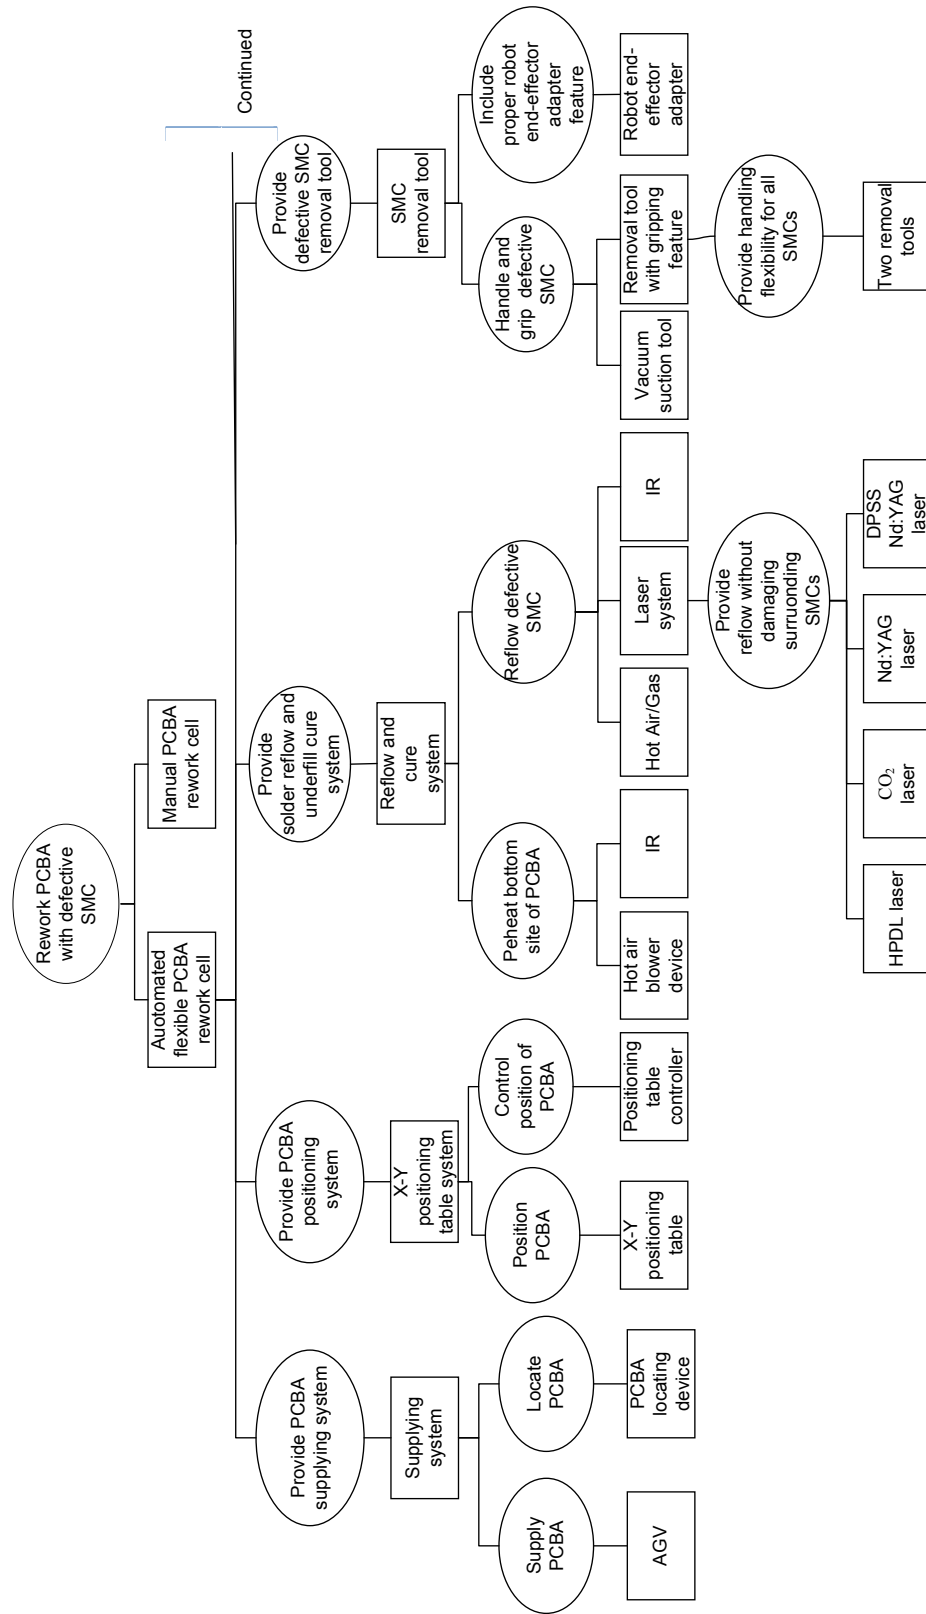 Rework PCBA
with defective
SMC
Auotomated
flexible PCBA
rework cell
Manual PCBA
rework cell
Continued
Provide PCBA
supplying system
Provide PCBA
positioning
system
Provide
solder reflow and
underfill cure
system
Provide
defective SMC
removal tool
Supplying
system
X-Y
positioning
table system
Reflow and
cure
system
SMC
removal tool
Supply
PCBA
Locate
PCBA
Position
PCBA
Control
position of
PCBA
Peheat bottom
site of PCBA
Reflow defective
SMC
Handle and
grip defective
SMC
Include
proper robot
end-effector
adapter
feature
AGV
PCBA
locating
device
X-Y
positioning
table
Positioning
table
controller
Hot air
blower
device
IR
Hot Air/Gas
Laser
system
IR
Vacuum
suction tool
Removal tool
with gripping
feature
Robot end-
effector
adapter
Provide
reflow without
damaging
surruonding
SMCs
Provide handling
flexibility for all
SMCs
HPDL laser
CO₂
laser
Nd:YAG
laser
DPSS
Nd:YAG
laser
Two removal
tools